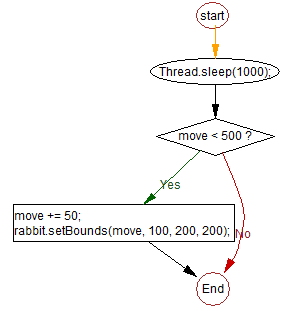 start
Thread.sleep(1000);
move < 500 ?
Yes
move += 50;
rabbit.setBounds(move, 100, 200, 200);
No
End